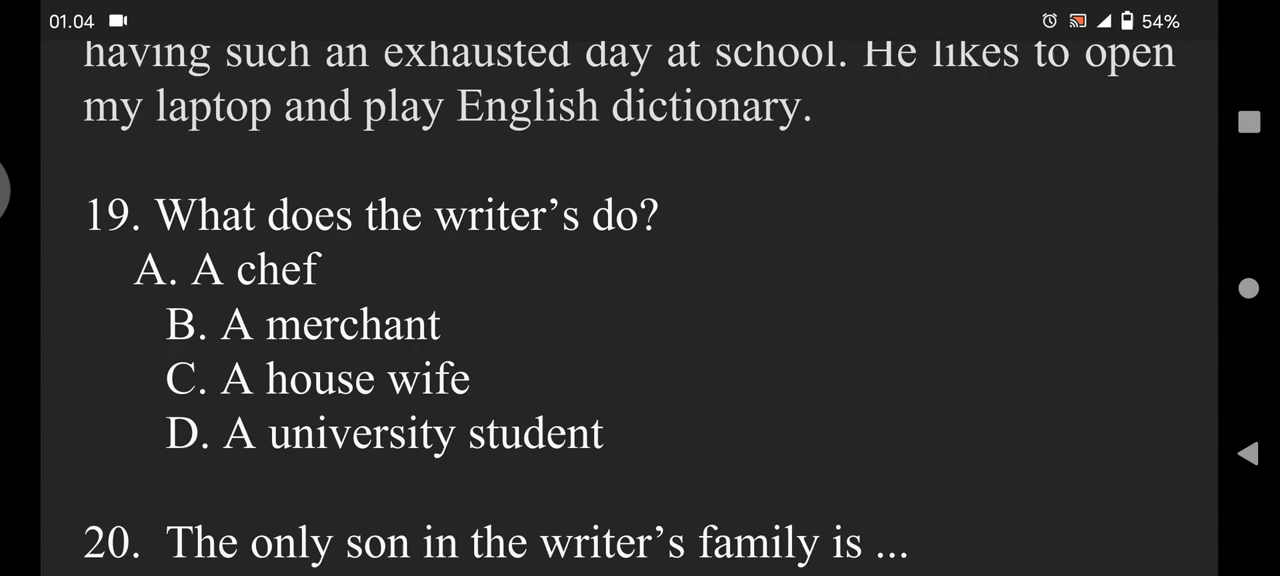 01.04 54%
having such an exhausted day at school. He likes to open
my laptop and play English dictionary.
19. What does the writer’s do?
A. A chef
B. A merchant
C. A house wife
D. A university student
20. The only son in the writer’s family is ...